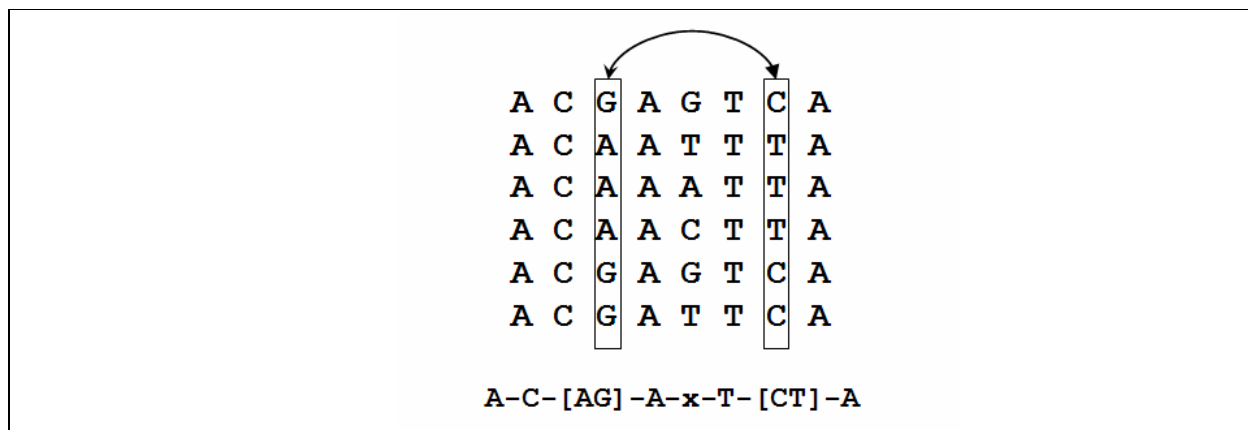 A C G A G T C A
A C A A T T T A
A C A A A T T A
A C A A C T T A
A C G A G T C A
A C G A T T C A
A-C-[AG]-A-x-T-[CT]-A